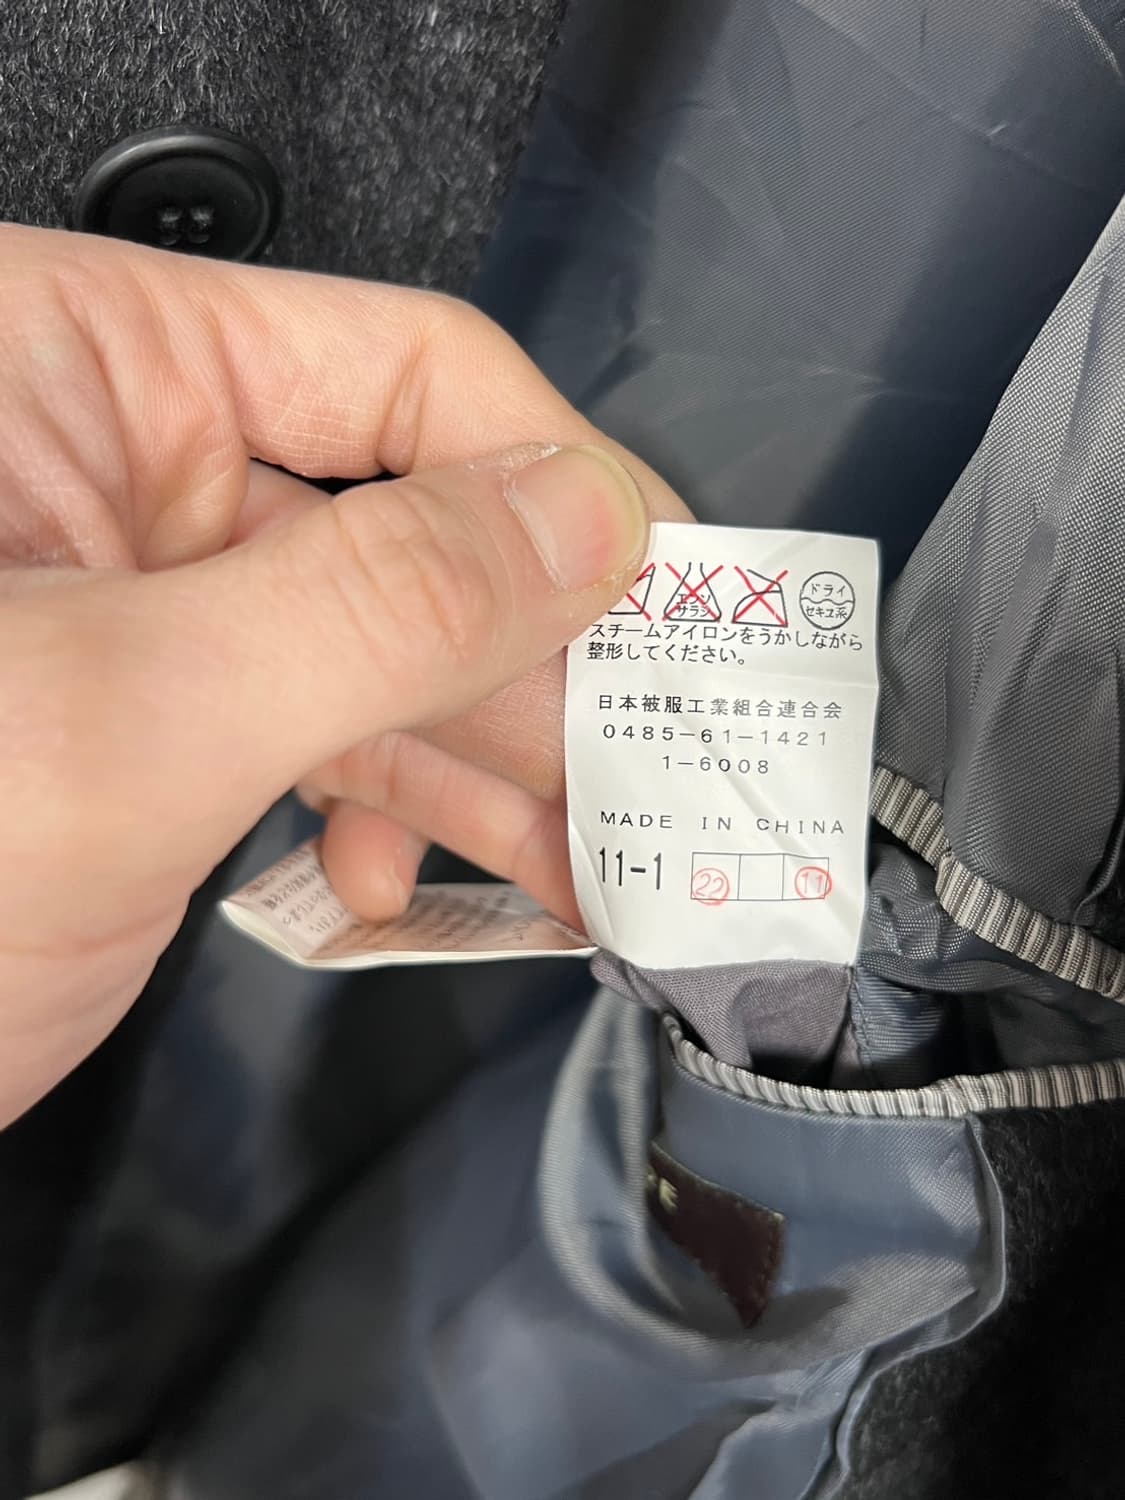 エンソ
サラシ
ドライ
セキユ系
スチームアイロンをうかしながら
整形してください。
日本被服工業組合連合会
0485-61-1421
1-6008
MADE IN CHINA
11-1
22
11